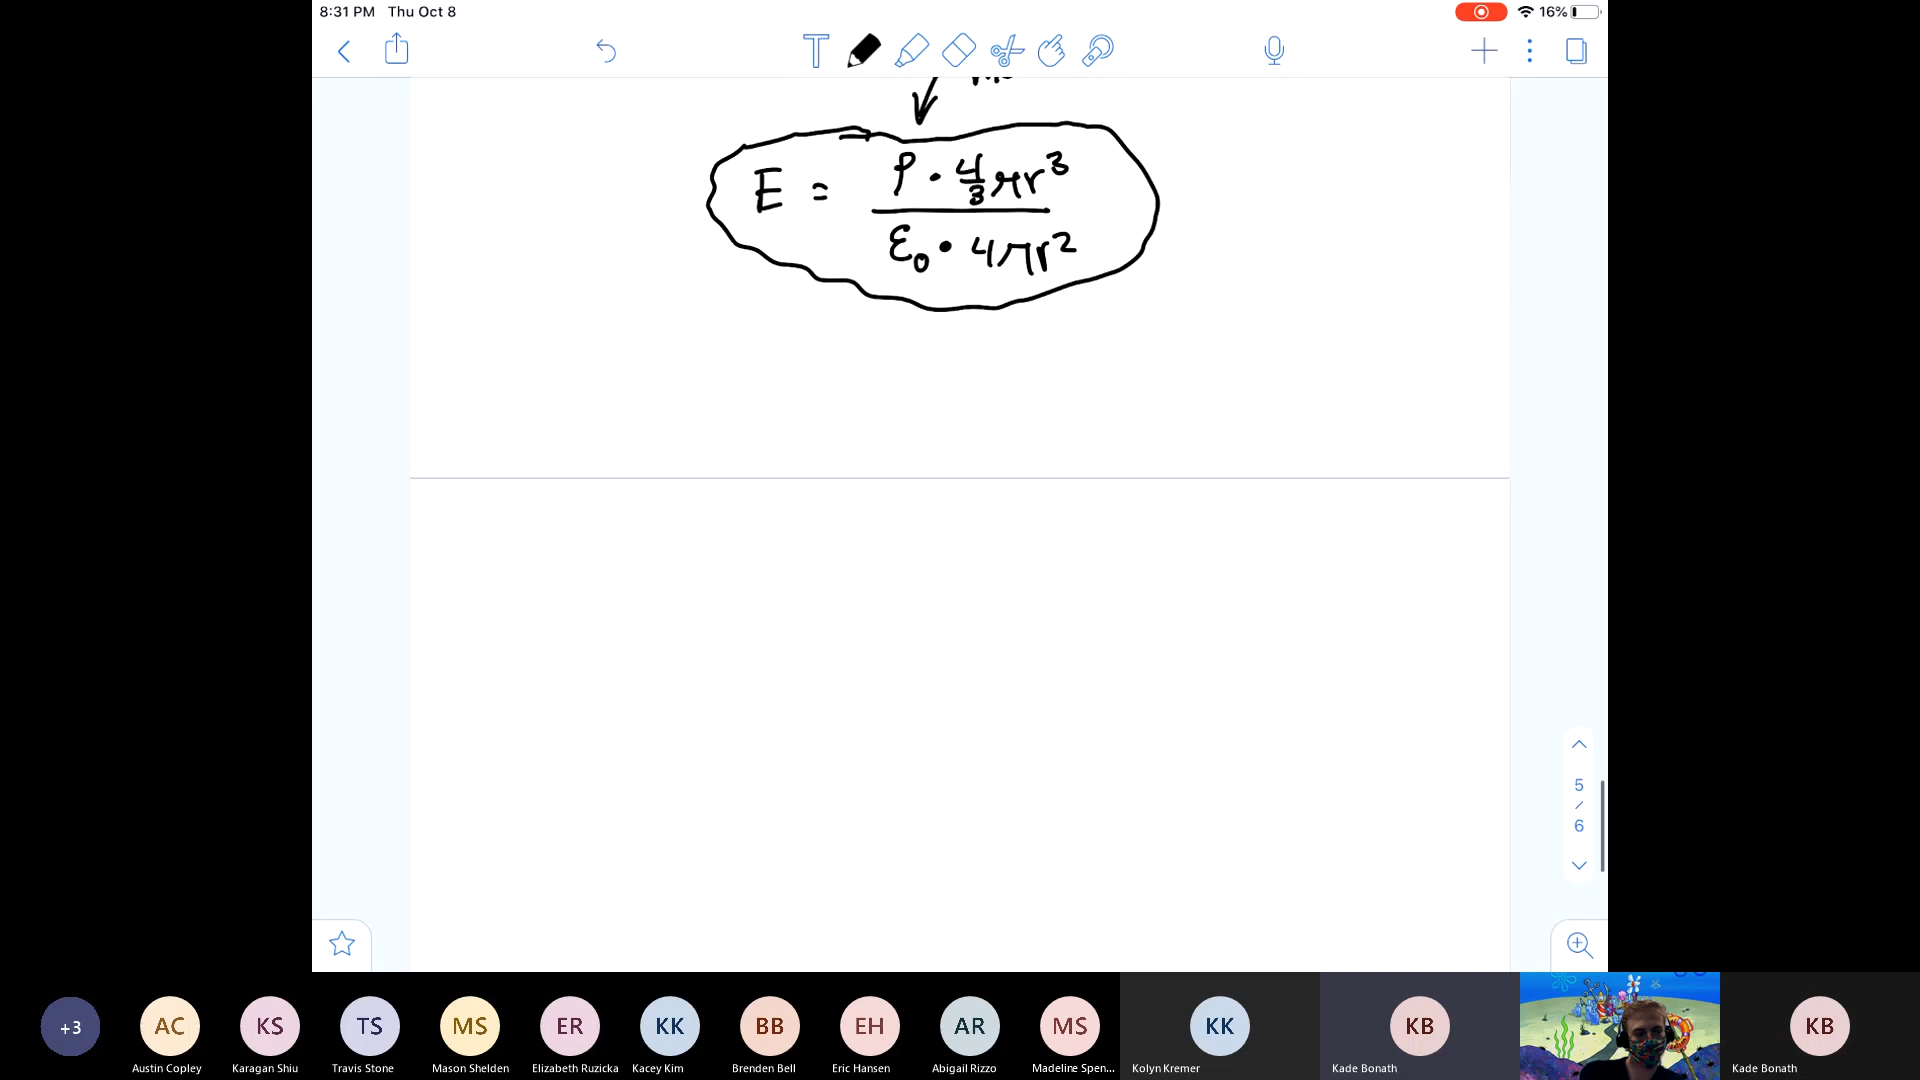 8:31 PM Thu Oct 8
16%
E = ρ · 4/3 πr³ / ε₀ · 4πr²
5
/
6
+3
AC KS TS MS ER KK BB EH AR MS KK KB KB
Austin Copley Karagan Shiu Travis Stone Mason Shelden Elizabeth Ruzicka Kacey Kim Brenden Bell Eric Hansen Abigail Rizzo Madeline Spen... Kolyn Kremer Kade Bonath Kade Bonath